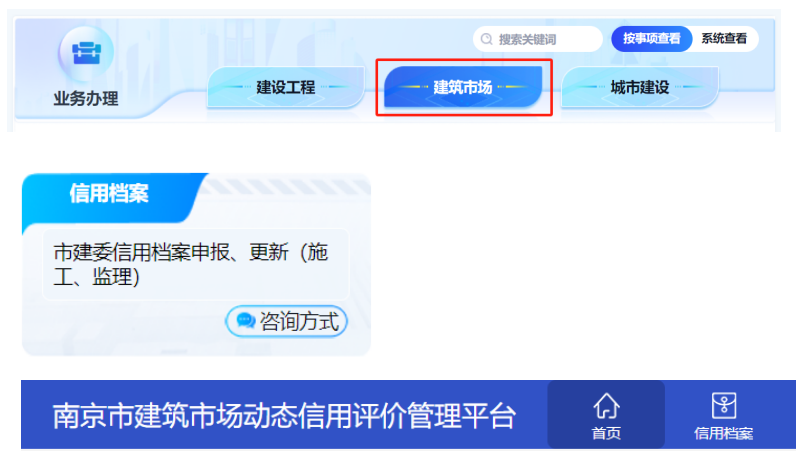 搜索关键词
按事项查看
系统查看
业务办理
建设工程
建筑市场
城市建设
信用档案
市建委信用档案申报、更新（施
工、监理）
咨询方式
南京市建筑市场动态信用评价管理平台
首页
信用档案